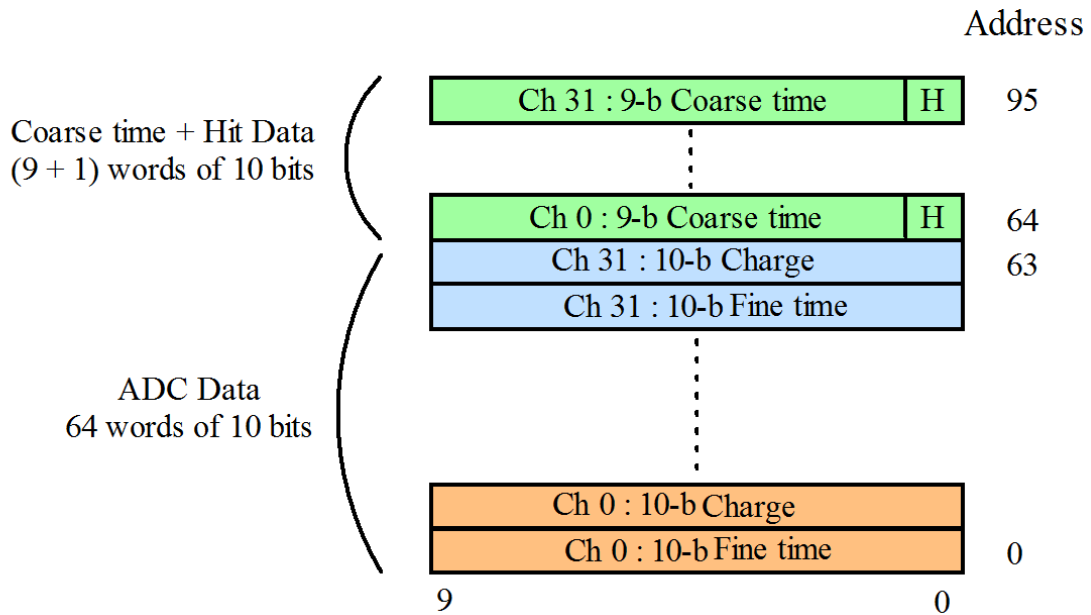 Address
Ch 31 : 9-b Coarse time H 95
Coarse time + Hit Data
(9 + 1) words of 10 bits
Ch 0 : 9-b Coarse time H 64
Ch 31 : 10-b Charge 63
Ch 31 : 10-b Fine time
ADC Data
64 words of 10 bits
Ch 0 : 10-b Charge
Ch 0 : 10-b Fine time 0
9 0